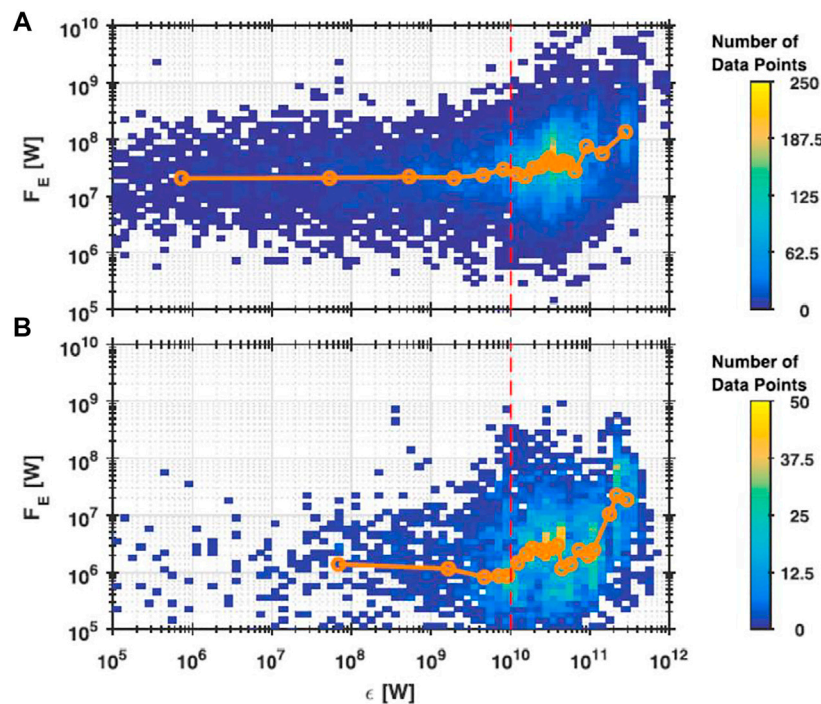 A
10^10
10^9
10^8
10^7
10^6
10^5
F_E [W]
Number of
Data Points
250
187.5
125
62.5
0
B
10^10
10^9
10^8
10^7
10^6
10^5
F_E [W]
Number of
Data Points
50
37.5
25
12.5
0
10^5 10^6 10^7 10^8 10^9 10^10 10^11 10^12
ϵ [W]